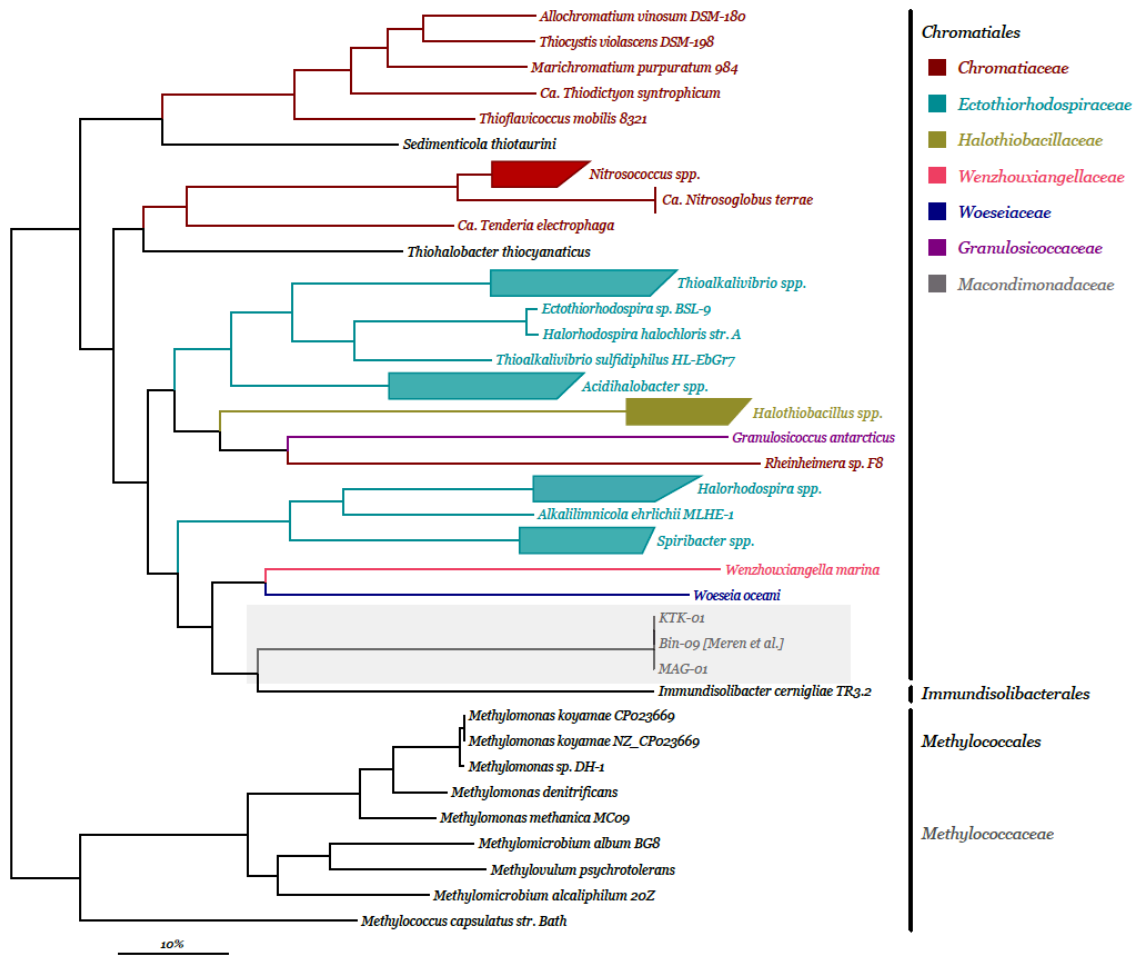 Allochromatium vinosum DSM-180
Thiocystis violascens DSM-198
Marichromatium purpuratum 984
Ca. Thiodictyon syntrophicum
Thioflavicoccus mobilis 8321
Sedimenticola thiotaurini
Nitrosococcus spp.
Ca. Nitrosoglobus terrae
Ca. Tenderia electrophaga
Thiohalobacter thiocyanaticus
Thioalkalivibrio spp.
Ectothiorhodospira sp. BSL-9
Halorhodospira halochloris str. A
Thioalkalivibrio sulfidiphilus HL-EbGr7
Acidihalobacter spp.
Halothiobacillus spp.
Granulosicoccus antarcticus
Rheinheimera sp. F8
Halorhodospira spp.
Alkalilimnicola ehrlichii MLHE-1
Spiribacter spp.
Wenzhouxiangella marina
Woeseia oceani
KTK-01
Bin-09 [Meren et al.]
MAG-01
Immundisolibacter cernigliae TR3.2
Methylomonas koyamae CP023669
Methylomonas koyamae NZ_CP023669
Methylomonas sp. DH-1
Methylomonas denitrificans
Methylomonas methanica MC09
Methylomicrobium album BG8
Methylovulum psychrotolerans
Methylomicrobium alcaliphilum 20Z
Methylococcus capsulatus str. Bath
10%
Chromatiales
Chromatiaceae
Ectothiorhodospiraceae
Halothiobacillaceae
Wenzhouxiangellaceae
Woeseiaceae
Granulosicoccaceae
Macondimonadaceae
Immundisolibacterales
Methylococcales
Methylococcaceae